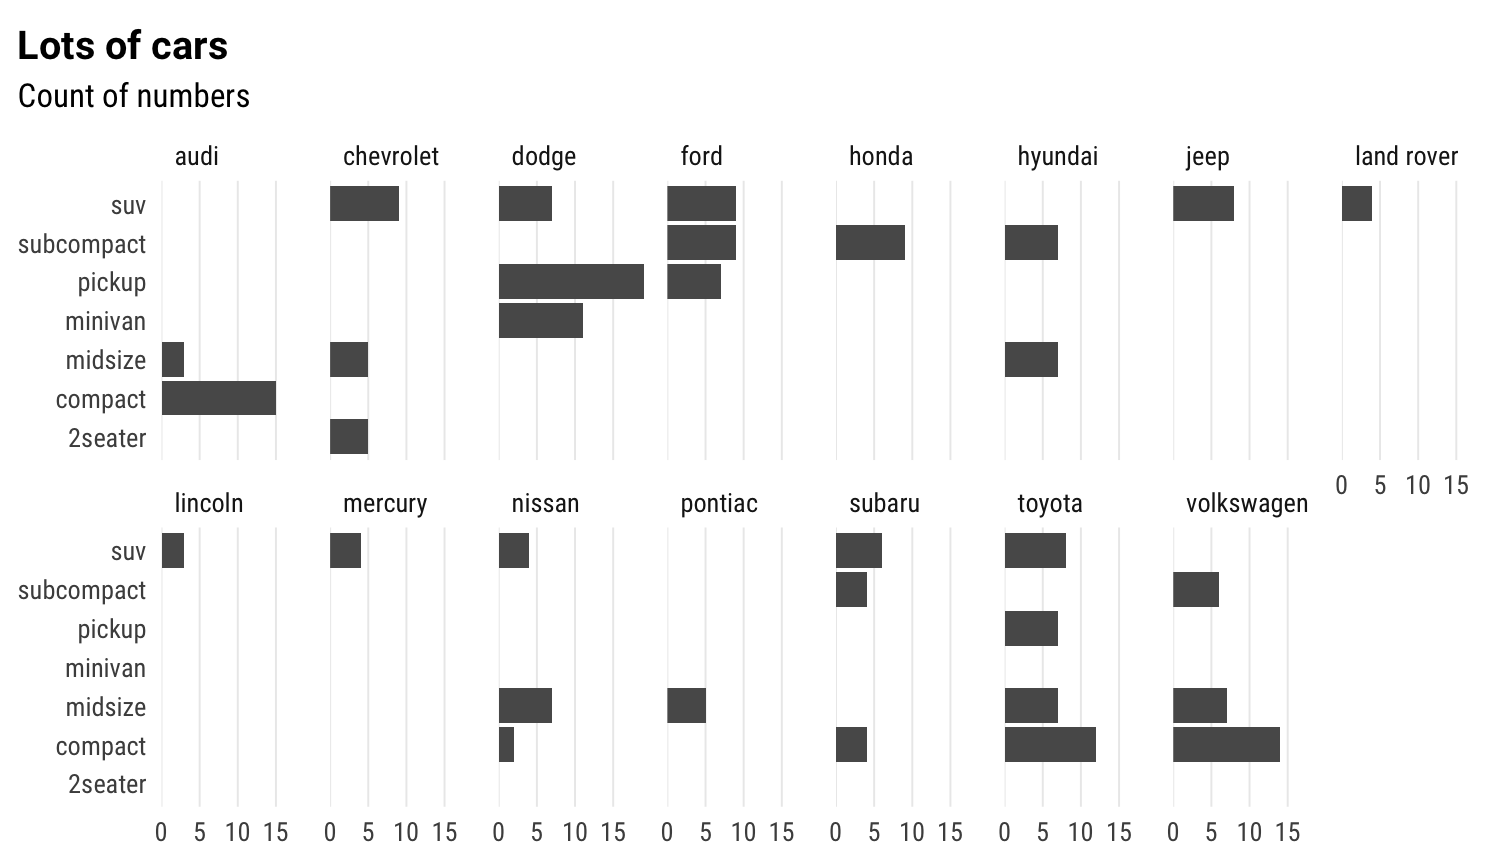 Lots of cars
Count of numbers
audi chevrolet dodge ford honda hyundai jeep land rover
suv
subcompact
pickup
minivan
midsize
compact
2seater
0 5 10 15
lincoln mercury nissan pontiac subaru toyota volkswagen
suv
subcompact
pickup
minivan
midsize
compact
2seater
0 5 10 15 0 5 10 15 0 5 10 15 0 5 10 15 0 5 10 15 0 5 10 15 0 5 10 15